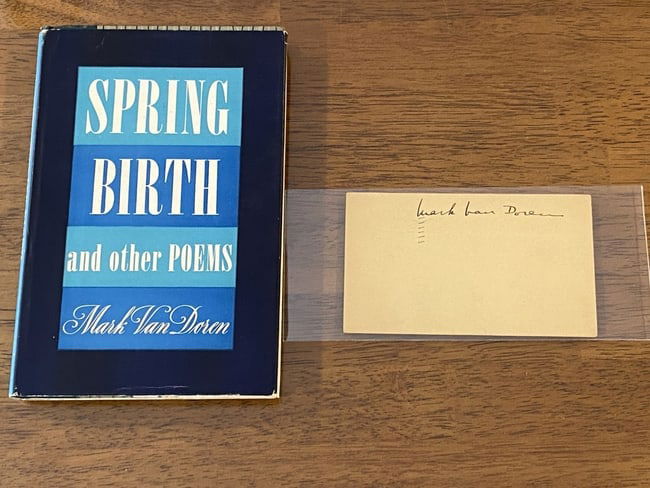 SPRING
BIRTH
and other POEMS
Mark Van Doren
Mark Van Doren